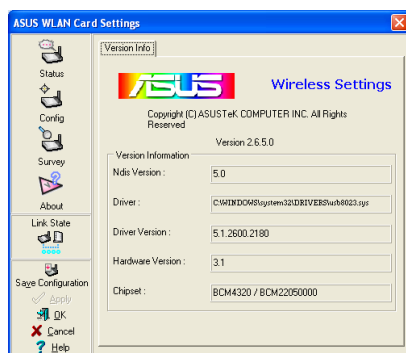 ASUS WLAN Card Settings
Status
Config
Survey
About
Link State
Save Configuration
Apply
OK
Cancel
Help
Version Info
ASUS
Wireless Settings
Copyright (C) ASUSTeK COMPUTER INC. All Rights
Reserved
Version 2.6.5.0
Version Information
Ndis Version :
5.0
Driver :
C:\WINDOWS\system32\DRIVERS\usb8023.sys
Driver Version :
5.1.2600.2180
Hardware Version :
3.1
Chipset :
BCM4320 / BCM22050000